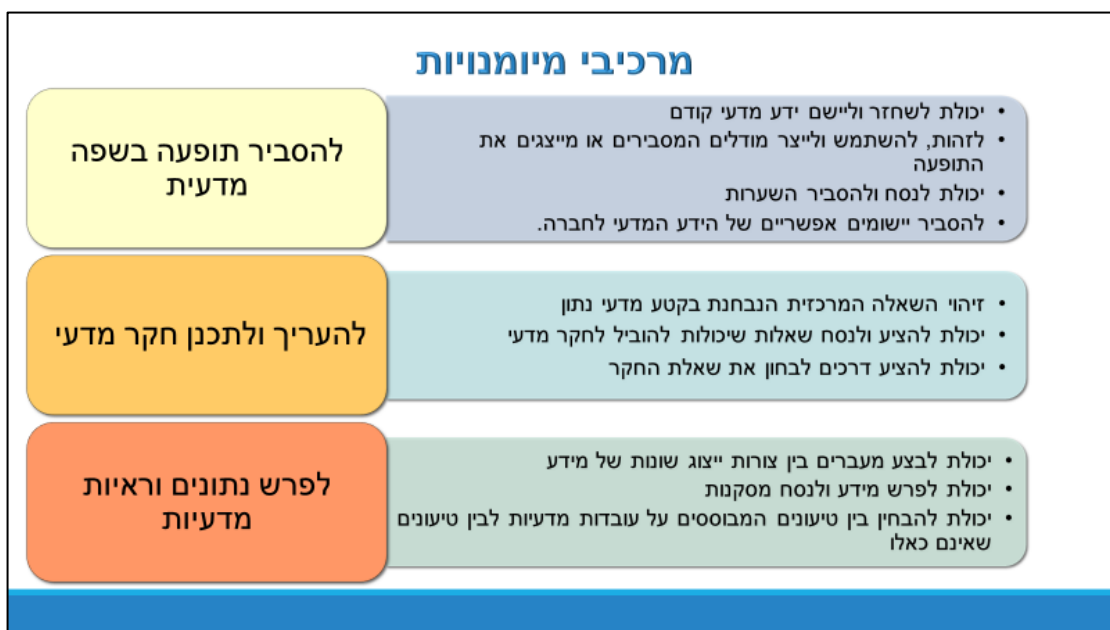 מרכיבי מיומנויות
להסביר תופעה בשפה
מדעית
• יכולת לשחזר וליישם ידע מדעי קודם
• לזהות, להשתמש ולייצר מודלים המסבירים או מייצגים את
התופעה
• יכולת לנסח ולהסביר השערות
• להסביר יישומים אפשריים של הידע המדעי לחברה.
להעריך ולתכנן חקר מדעי
• זיהוי השאלה המרכזית הנבחנת בקטע מדעי נתון
• יכולת להציע ולנסח שאלות שיכולות להוביל לחקר מדעי
• יכולת להציע דרכים לבחון את שאלת החקר
לפרש נתונים וראיות
מדעיות
• יכולת לבצע מעברים בין צורות ייצוג שונות של מידע
• יכולת לפרש מידע ולנסח מסקנות
• יכולת להבחין בין טיעונים המבוססים על עובדות מדעיות לבין טיעונים
שאינם כאלו